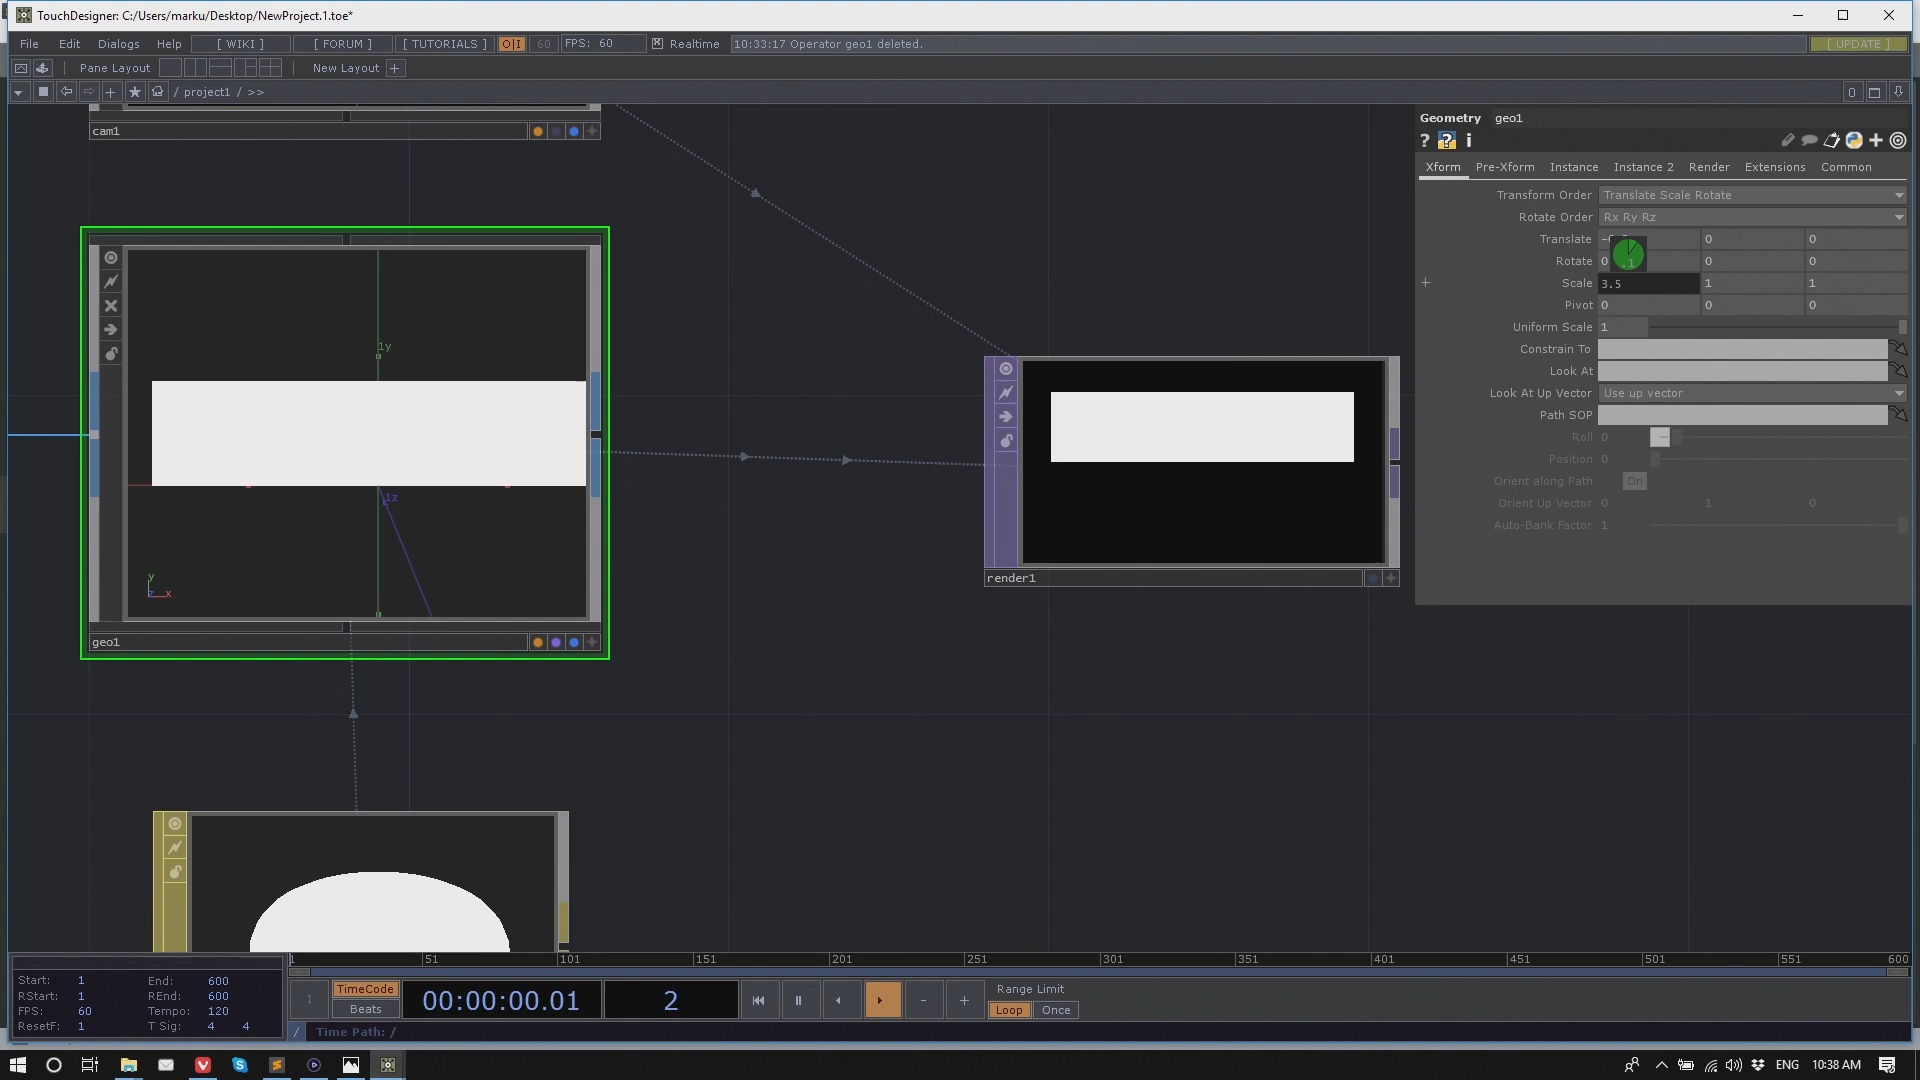 TouchDesigner: C:/Users/marku/Desktop/NewProject.1.toe*
File Edit Dialogs Help [ WIKI ] [ FORUM ] [ TUTORIALS ] O|I 60 FPS: 60 Realtime 10:33:17 Operator geo1 deleted. [ UPDATE ]
Pane Layout New Layout +
/ project1 / >> 0
cam1
Geometry geo1
? ? i
Xform Pre-Xform Instance Instance 2 Render Extensions Common
Transform Order Translate Scale Rotate
Rotate Order Rx Ry Rz
Translate 0 0
Rotate 0 .1 0 0
+ Scale 3.5 1 1
Pivot 0 0 0
Uniform Scale 1
Constrain To
Look At
Look At Up Vector Use up vector
Path SOP
Roll 0
Position 0
Orient along Path On
Orient Up Vector 0 1 0
Auto-Bank Factor 1
1y
1z
y
z x
geo1
render1
1 51 101 151 201 251 301 351 401 451 501 551 600
Start: 1 End: 600
RStart: 1 REnd: 600
FPS: 60 Tempo: 120
ResetF: 1 T Sig: 4 4
I TimeCode Beats 00:00:00.01 2 - + Range Limit
Loop Once
/ Time Path: /
ENG 10:38 AM